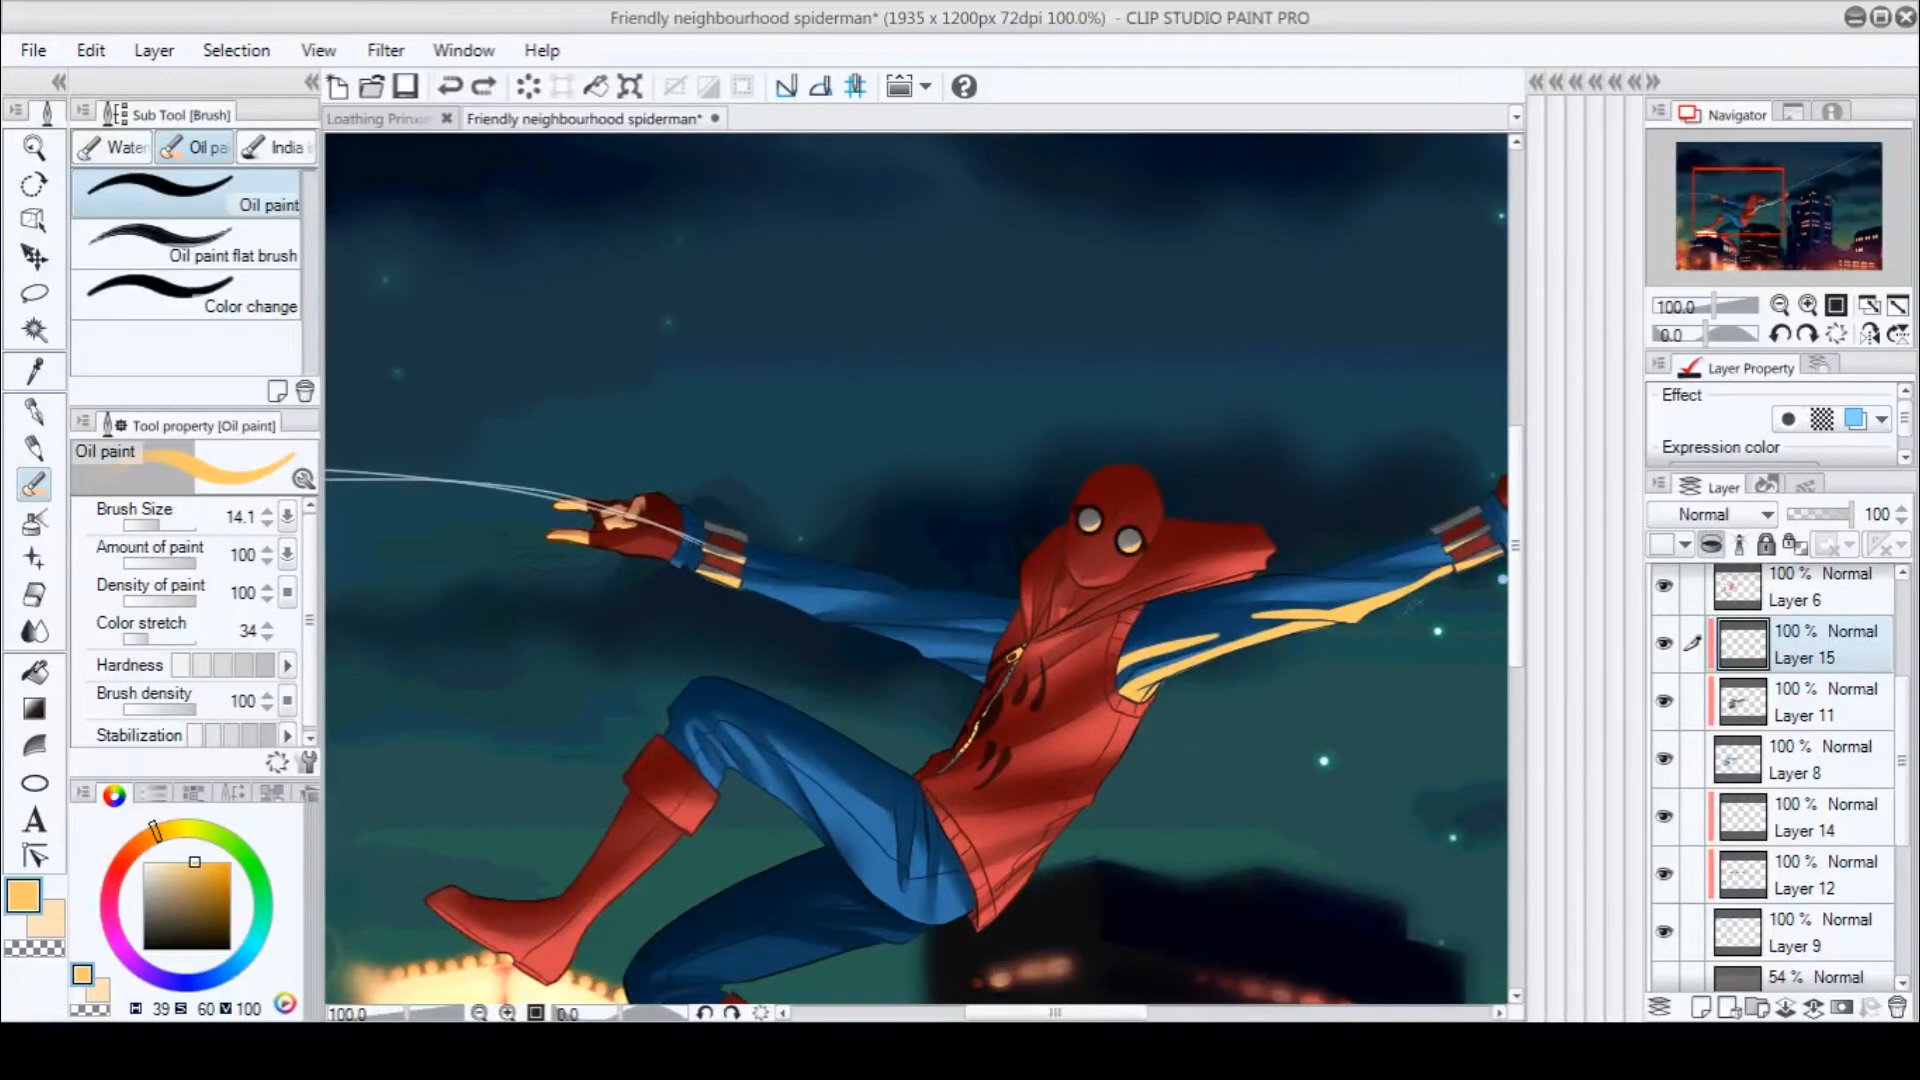 Friendly neighbourhood spiderman* (1935 x 1200px 72dpi 100.0%) - CLIP STUDIO PAINT PRO
File Edit Layer Selection View Filter Window Help
Sub Tool [Brush]
Loathing Prinxi
Friendly neighbourhood spiderman*
Navigator
Water
Oil pai
India i
Oil paint
Oil paint flat brush
Color change
100.0
0.0
Layer Property
Effect
Expression color
Tool property [Oil paint]
Oil paint
Brush Size 14.1
Amount of paint 100
Density of paint 100
Color stretch 34
Hardness
Brush density 100
Stabilization
Layer
Normal 100
100 % Normal
Layer 6
100 % Normal
Layer 15
100 % Normal
Layer 11
100 % Normal
Layer 8
100 % Normal
Layer 14
100 % Normal
Layer 12
100 % Normal
Layer 9
54 % Normal
H 39 S 60 V 100
100.0
0.0